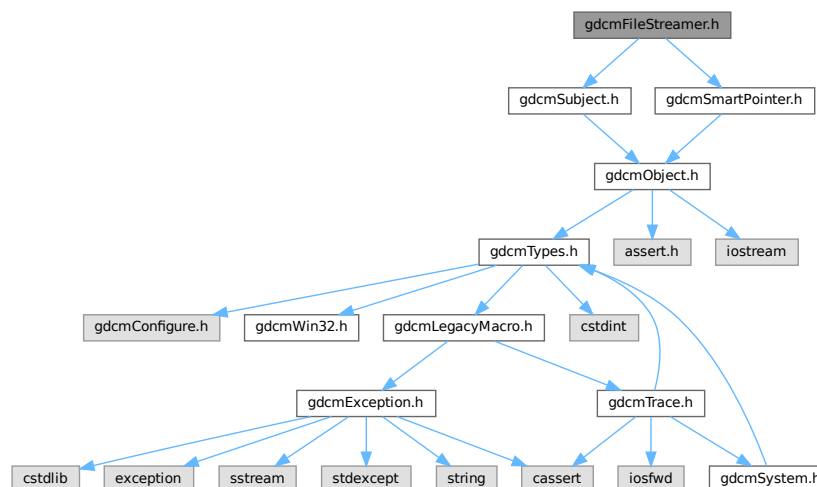 gdcmFileStreamer.h
gdcmSubject.h
gdcmSmartPointer.h
gdcmObject.h
gdcmTypes.h
assert.h
iostream
gdcmConfigure.h
gdcmWin32.h
gdcmLegacyMacro.h
cstdint
gdcmException.h
gdcmTrace.h
cstdlib
exception
sstream
stdexcept
string
cassert
iosfwd
gdcmSystem.h